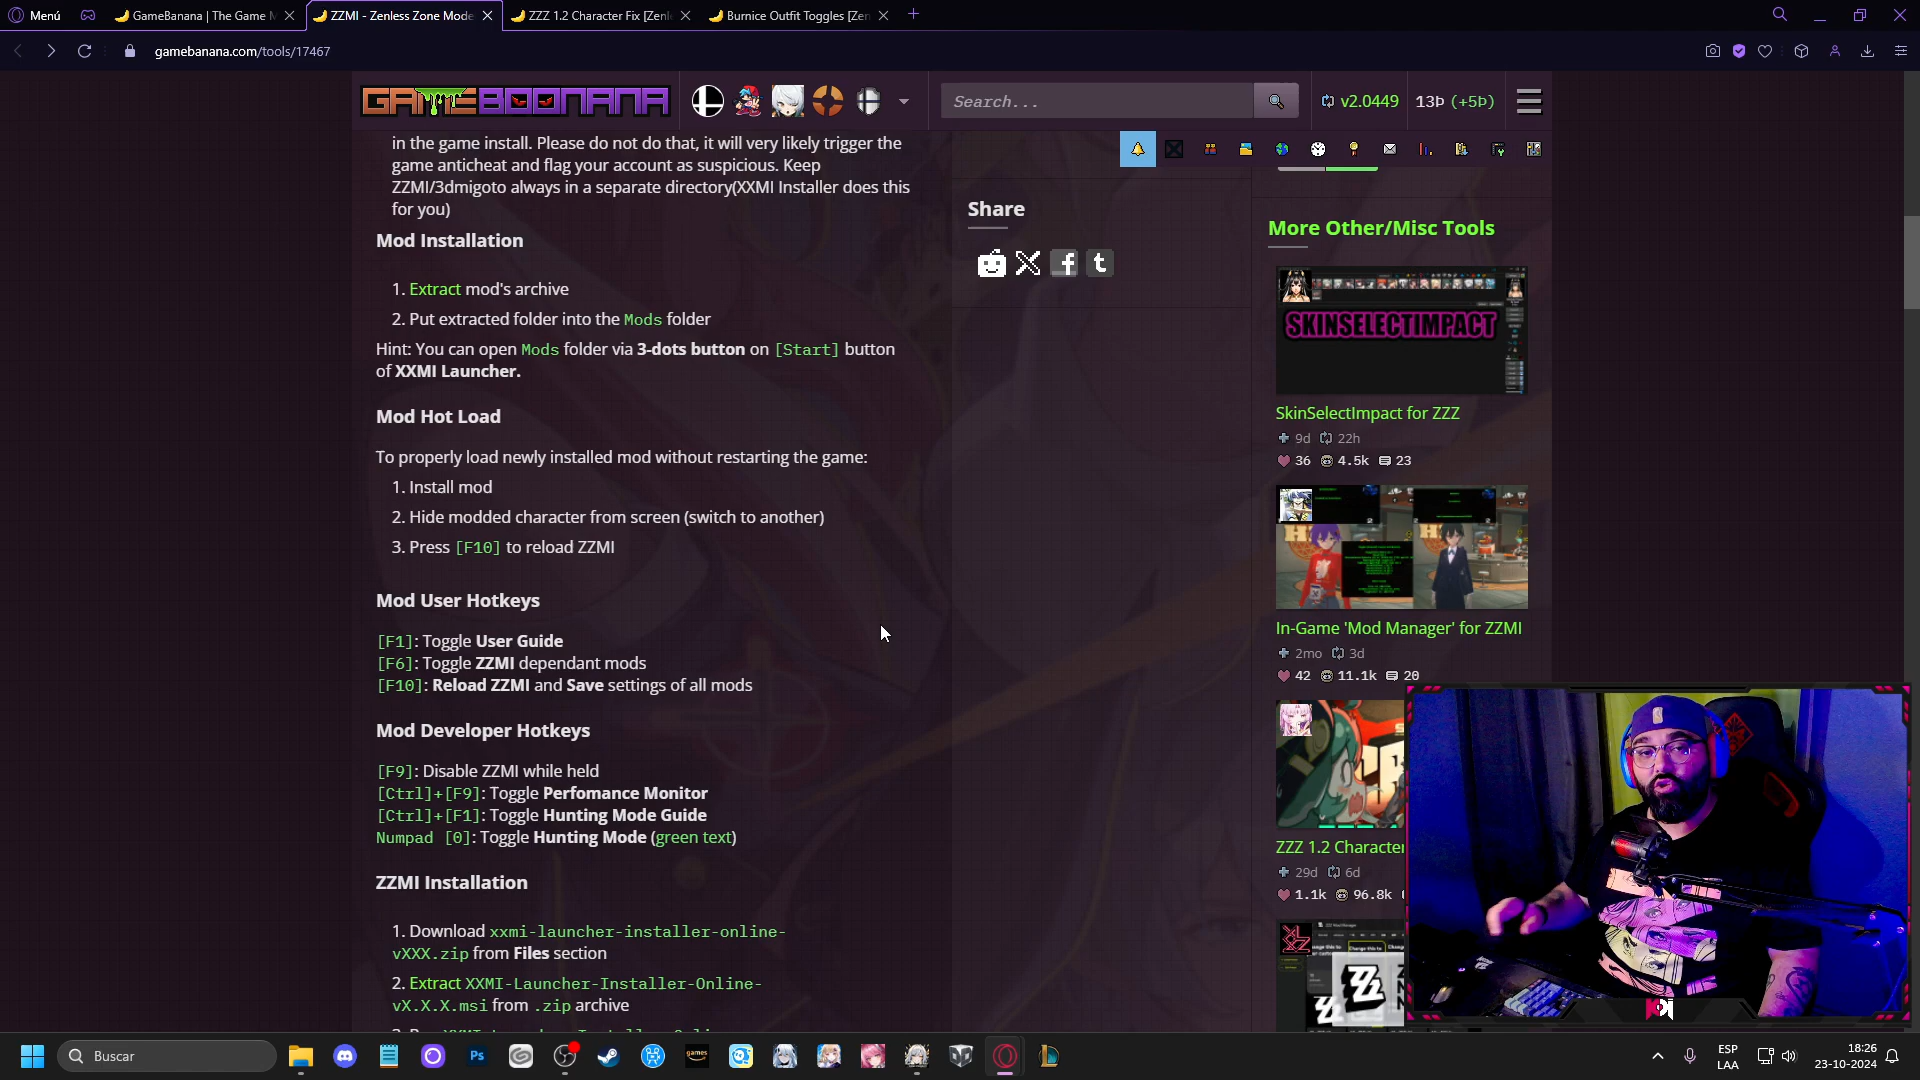 Menú
GameBanana | The Game M
ZZMI - Zenless Zone Mode
ZZZ 1.2 Character Fix [Zenl
Burnice Outfit Toggles [Zen
gamebanana.com/tools/17467
GAMEBOONANA
Search...
v2.0449
13Þ (+5Þ)
in the game install. Please do not do that, it will very likely trigger the
game anticheat and flag your account as suspicious. Keep
ZZMI/3dmigoto always in a separate directory(XXMI Installer does this
for you)
Mod Installation
1. Extract mod's archive
2. Put extracted folder into the Mods folder
Hint: You can open Mods folder via 3-dots button on [Start] button
of XXMI Launcher.
Mod Hot Load
To properly load newly installed mod without restarting the game:
1. Install mod
2. Hide modded character from screen (switch to another)
3. Press [F10] to reload ZZMI
Mod User Hotkeys
[F1]: Toggle User Guide
[F6]: Toggle ZZMI dependant mods
[F10]: Reload ZZMI and Save settings of all mods
Mod Developer Hotkeys
[F9]: Disable ZZMI while held
[Ctrl]+[F9]: Toggle Perfomance Monitor
[Ctrl]+[F1]: Toggle Hunting Mode Guide
Numpad [0]: Toggle Hunting Mode (green text)
ZZMI Installation
1. Download xxmi-launcher-installer-online-
vXXX.zip from Files section
2. Extract XXMI-Launcher-Installer-Online-
vX.X.X.msi from .zip archive
Share
More Other/Misc Tools
SKINSELECTIMPACT
SkinSelectImpact for ZZZ
9d 22h
36 4.5k 23
In-Game 'Mod Manager' for ZZMI
2mo 3d
42 11.1k 20
ZZZ 1.2 Character
29d 6d
1.1k 96.8k
Buscar
Ps
games
ESP
LAA
18:26
23-10-2024